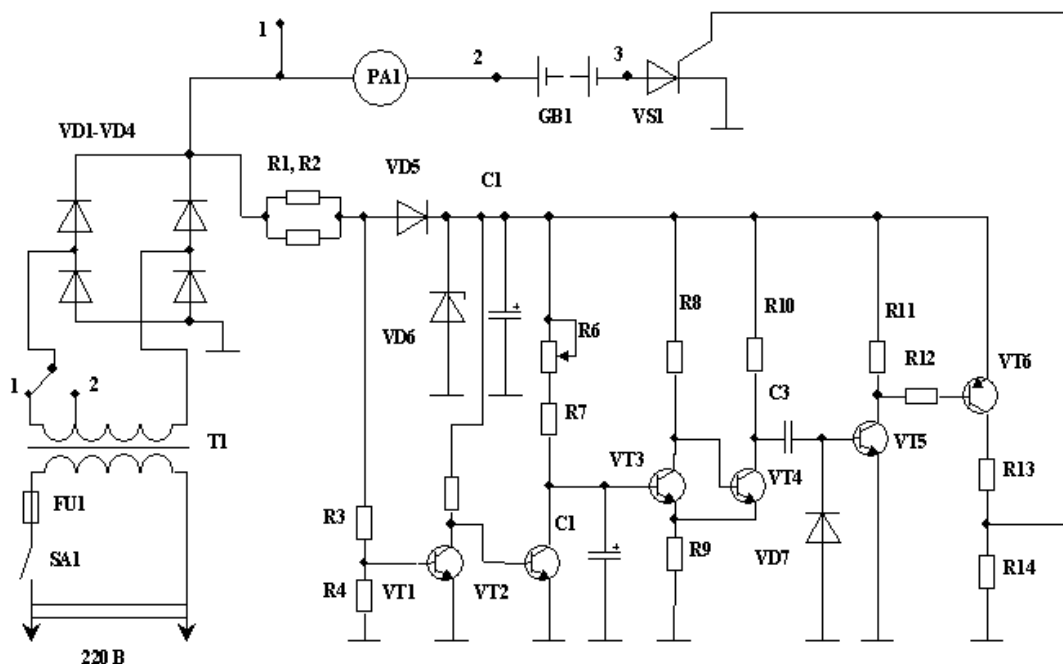 1
PA1
2
3
GB1
VS1
VD1-VD4
R1, R2
VD5
C1
+
R8
R10
R11
R6
VD6
R12
VT6
1
2
C3
R7
T1
VT5
VT3
VT4
R13
FU1
C1
R3
+
VD7
SA1
R9
R14
R4
VT1
VT2
220 В